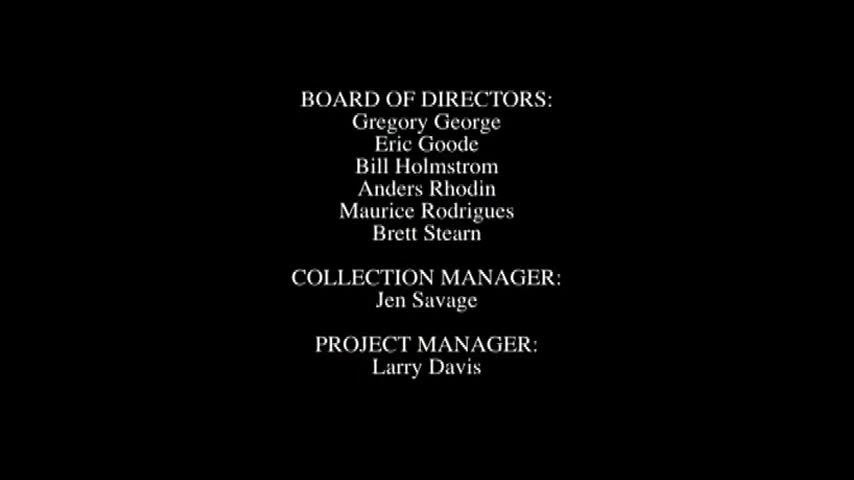 BOARD OF DIRECTORS:
Gregory George
Eric Goode
Bill Holmstrom
Anders Rhodin
Maurice Rodrigues
Brett Stearn
COLLECTION MANAGER:
Jen Savage
PROJECT MANAGER:
Larry Davis